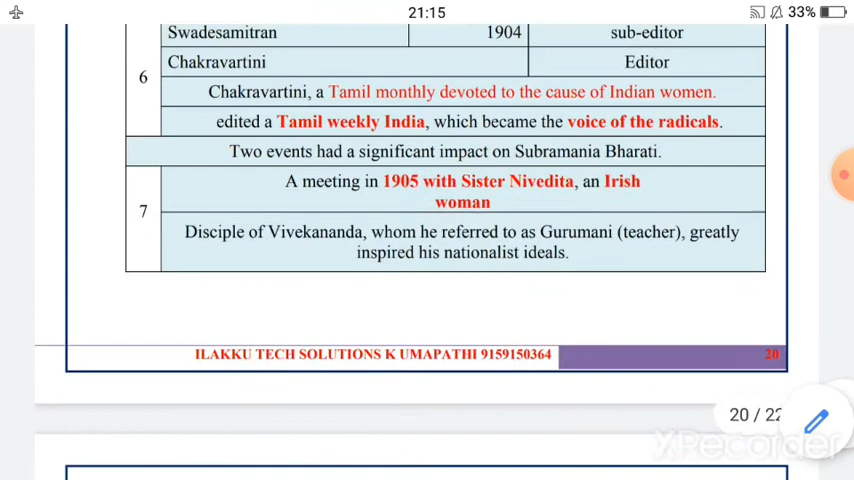 21:15
33%
Swadesamitran 1904 sub-editor
Chakravartini Editor
6
Chakravartini, a Tamil monthly devoted to the cause of Indian women.
edited a Tamil weekly India, which became the voice of the radicals.
Two events had a significant impact on Subramania Bharati.
A meeting in 1905 with Sister Nivedita, an Irish
woman
7
Disciple of Vivekananda, whom he referred to as Gurumani (teacher), greatly
inspired his nationalist ideals.
ILAKKU TECH SOLUTIONS K UMAPATHI 9159150364 20
20 / 22
XRecorder